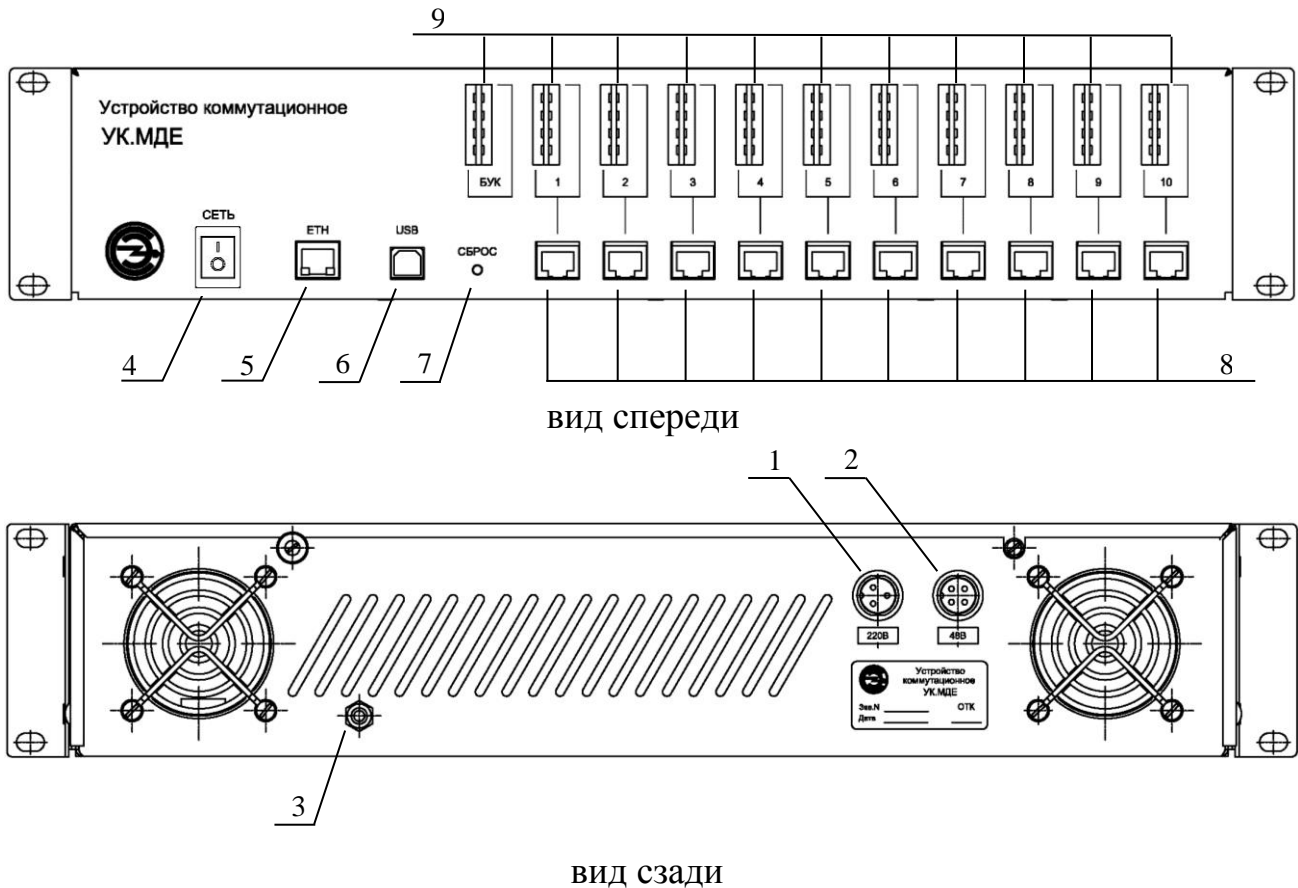 9
Устройство коммутационное
УК.МДЕ
БУК 1 2 3 4 5 6 7 8 9 10
СЕТЬ
ETH
USB
СБРОС
4 5 6 7 8
вид спереди
1 2
220В 48В
Устройство
коммутационное
УК.МДЕ
Зав.N ОТК
Дата
3
вид сзади